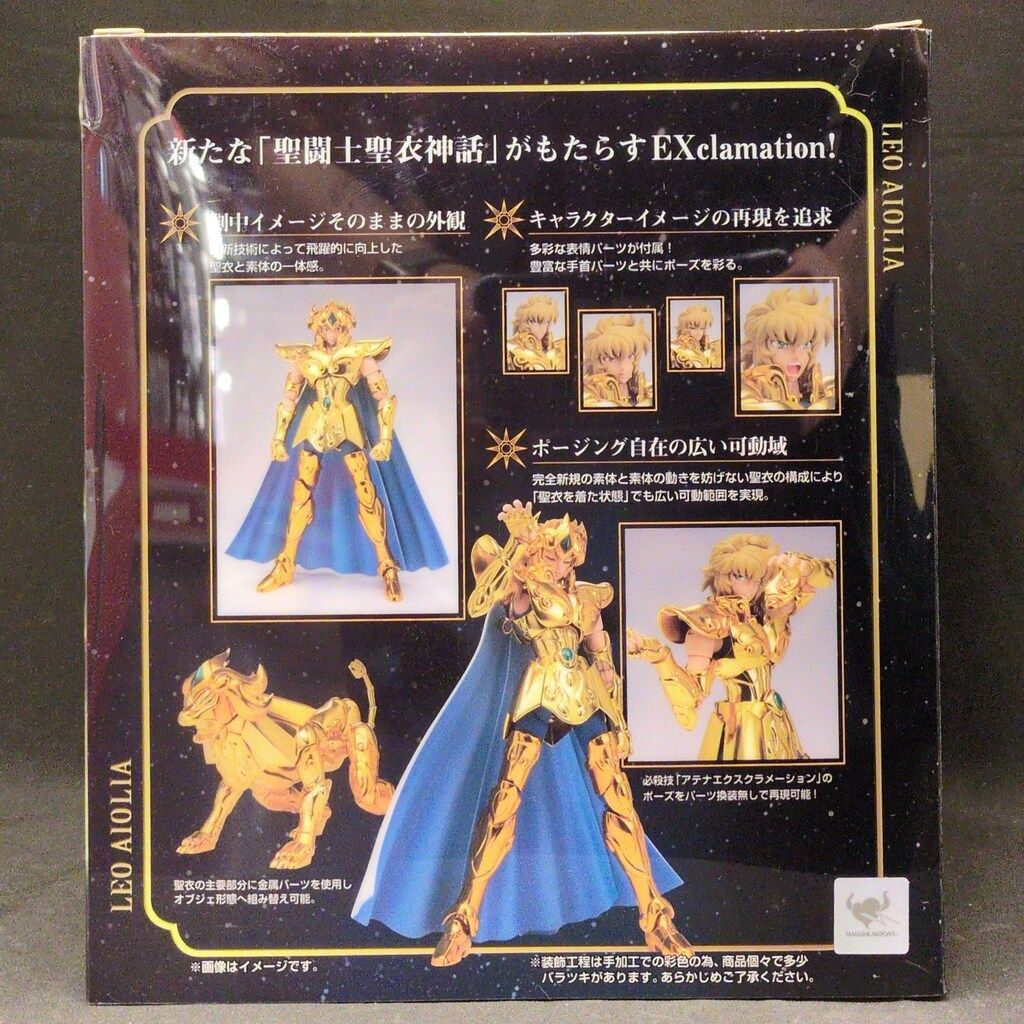 新たな「聖闘士聖衣神話」がもたらすEXclamation!
劇中イメージそのままの外観
新技術によって飛躍的に向上した
聖衣と素体の一体感。
キャラクターイメージの再現を追求
多彩な表情パーツが付属！
豊富な手首パーツと共にポーズを彩る。
ポージング自在の広い可動域
完全新規の素体と素体の動きを妨げない聖衣の構成により
「聖衣を着た状態」でも広い可動範囲を実現。
必殺技「アテナエクスクラメーション」の
ポーズをパーツ換装無しで再現可能！
聖衣の主要部分に金属パーツを使用し
オブジェ形態へ組み替え可能。
※画像はイメージです。
※装飾工程は手加工での彩色の為、商品個々で多少
バラツキがあります。あらかじめご了承ください。
LEO AIOLIA
LEO AIOLIA
TAMASHII NATIONS